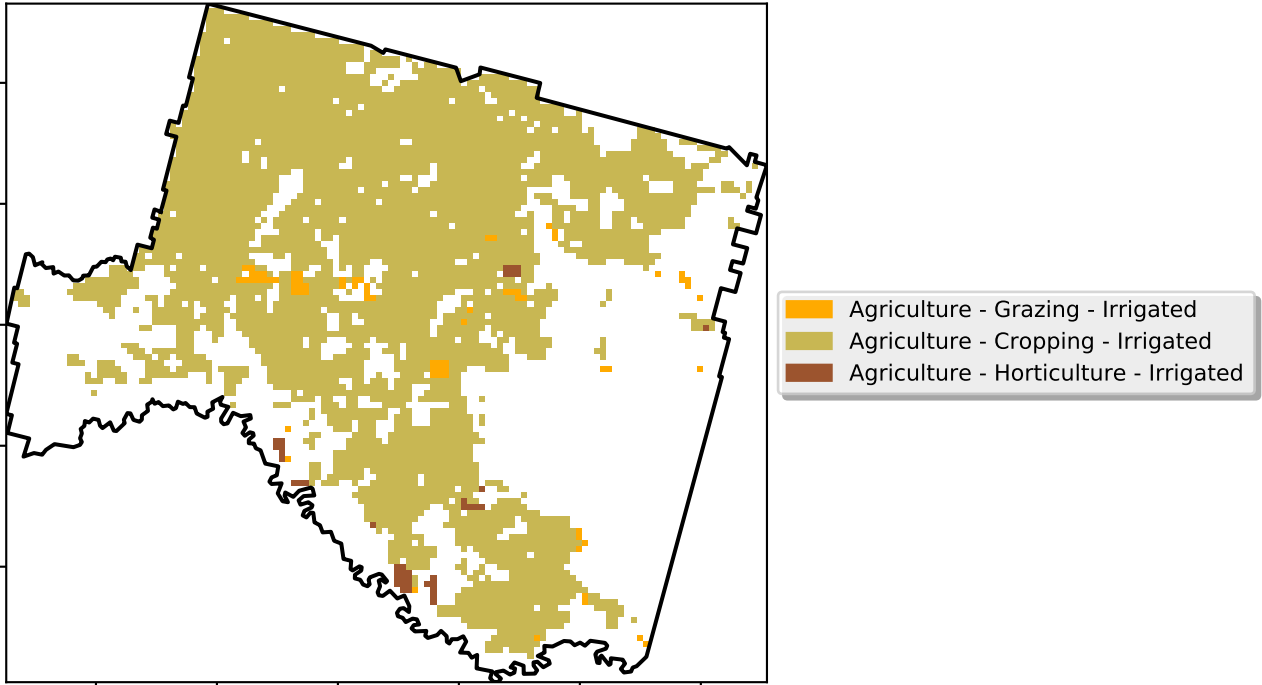 Agriculture - Grazing - Irrigated
Agriculture - Cropping - Irrigated
Agriculture - Horticulture - Irrigated